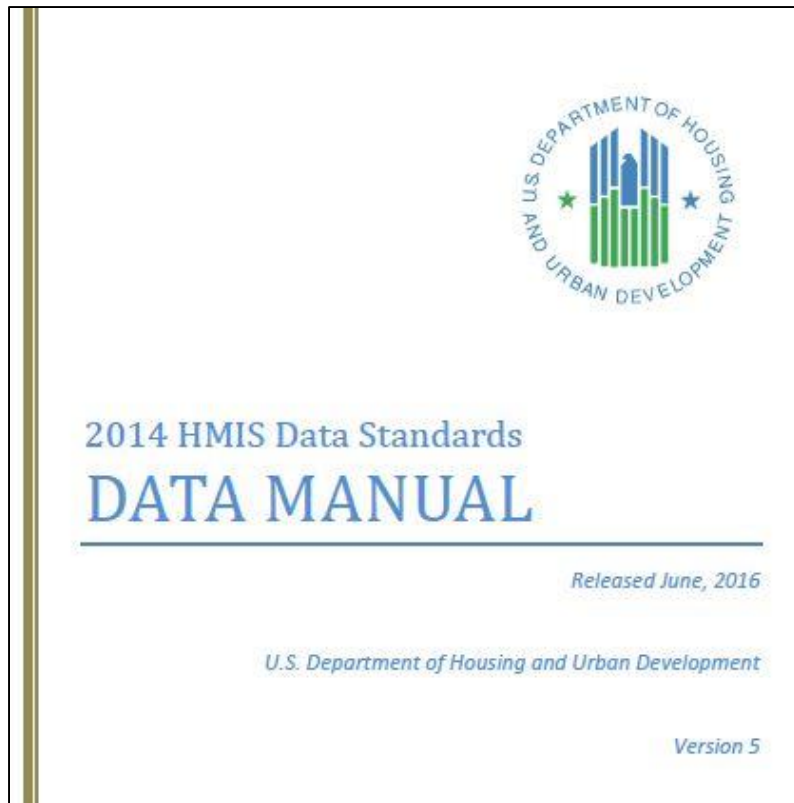 U.S. DEPARTMENT OF HOUSING
AND URBAN DEVELOPMENT
2014 HMIS Data Standards
DATA MANUAL
Released June, 2016
U.S. Department of Housing and Urban Development
Version 5